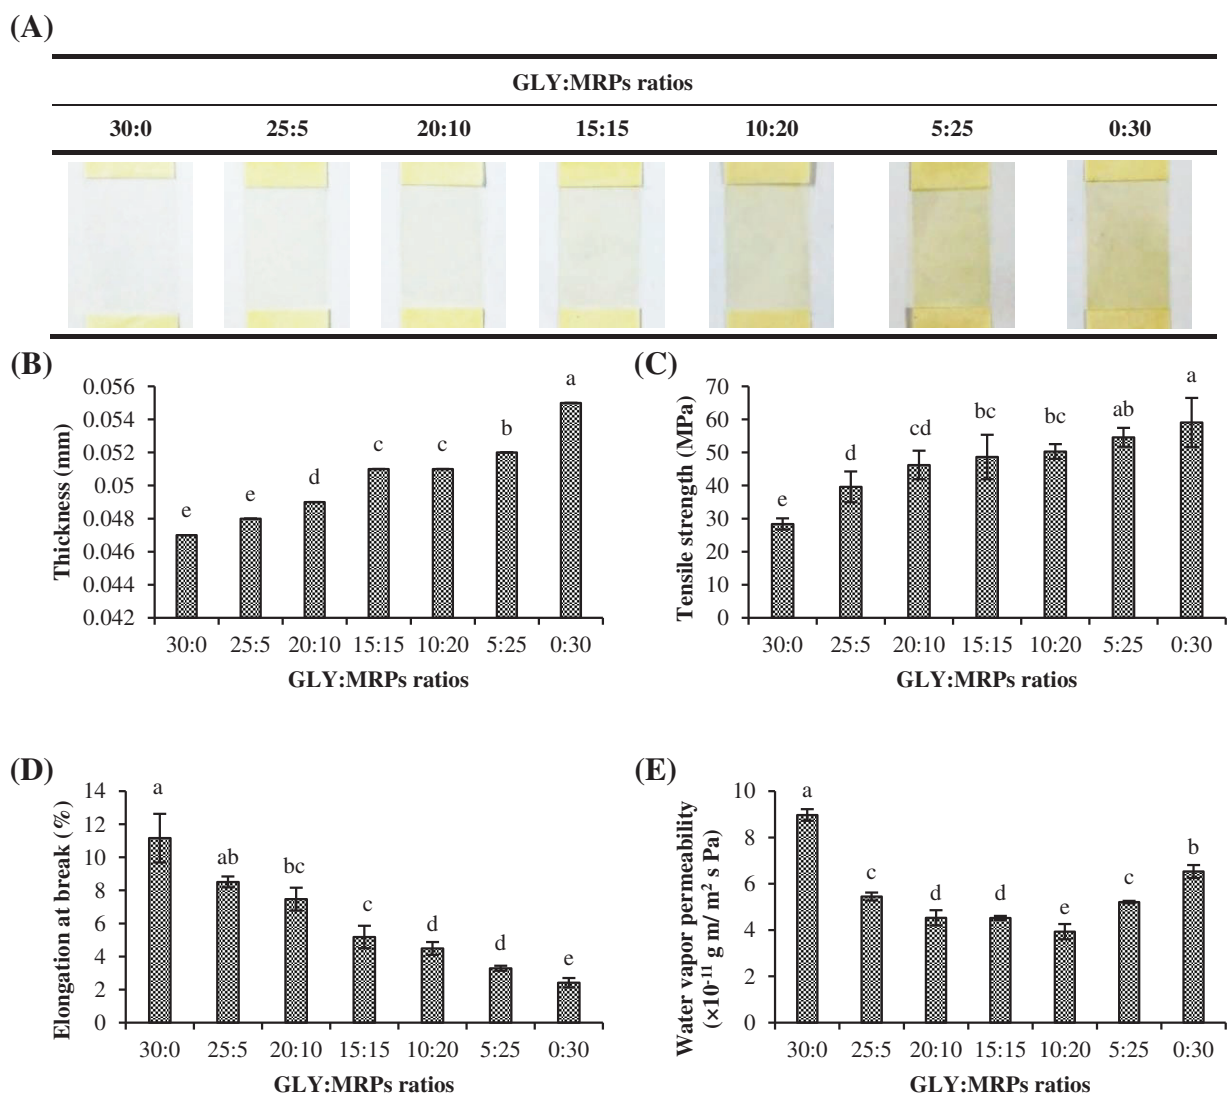 (A)
GLY:MRPs ratios
30:0 25:5 20:10 15:15 10:20 5:25 0:30
(B)
Thickness (mm)
0.056
0.054
0.052
0.05
0.048
0.046
0.044
0.042
e e d c c b a
30:0 25:5 20:10 15:15 10:20 5:25 0:30
GLY:MRPs ratios
(C)
Tensile strength (MPa)
70
60
50
40
30
20
10
0
e d cd bc bc ab a
30:0 25:5 20:10 15:15 10:20 5:25 0:30
GLY:MRPs ratios
(D)
Elongation at break (%)
14
12
10
8
6
4
2
0
a ab bc c d d e
30:0 25:5 20:10 15:15 10:20 5:25 0:30
GLY:MRPs ratios
(E)
Water vapor permeability
(×10⁻¹¹ g m/ m² s Pa)
10
8
6
4
2
0
a c d d e c b
30:0 25:5 20:10 15:15 10:20 5:25 0:30
GLY:MRPs ratios